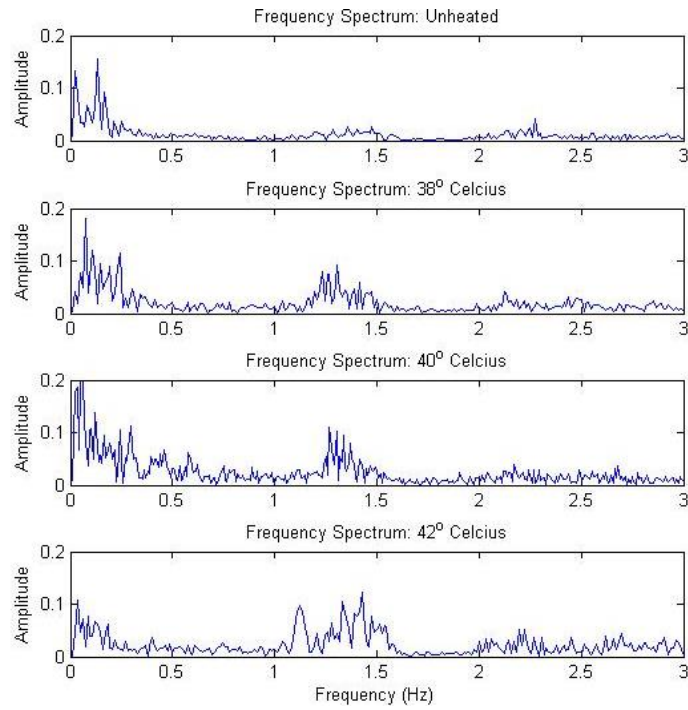 Frequency Spectrum: Unheated
0.2
0.1
0
Amplitude
0 0.5 1 1.5 2 2.5 3
Frequency Spectrum: 38o Celcius
0.2
0.1
0
Amplitude
0 0.5 1 1.5 2 2.5 3
Frequency Spectrum: 40o Celcius
0.2
0.1
0
Amplitude
0 0.5 1 1.5 2 2.5 3
Frequency Spectrum: 42o Celcius
0.2
0.1
0
Amplitude
0 0.5 1 1.5 2 2.5 3
Frequency (Hz)